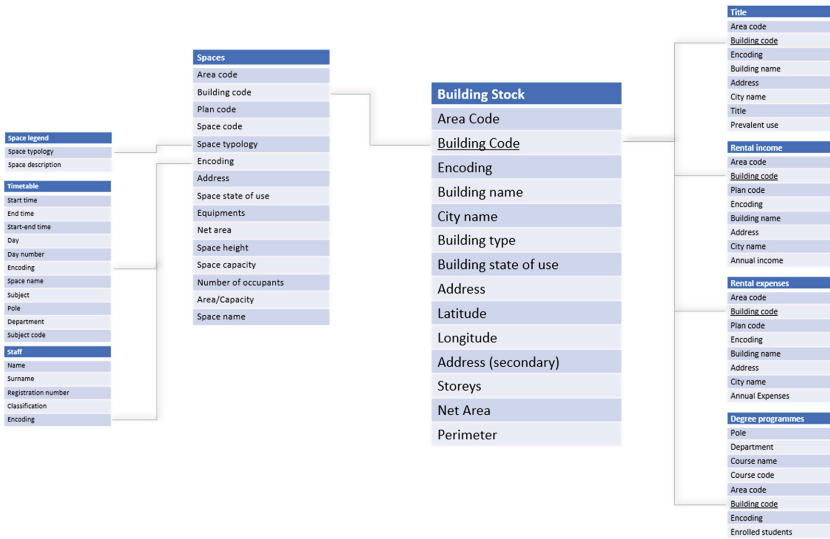 Space legend
Space typology
Space description
Timetable
Start time
End time
Start-end time
Day
Day number
Encoding
Space name
Subject
Pole
Department
Subject code
Staff
Name
Surname
Registration number
Classification
Encoding
Spaces
Area code
Building code
Plan code
Space code
Space typology
Encoding
Address
Space state of use
Equipments
Net area
Space height
Space capacity
Number of occupants
Area/Capacity
Space name
Building Stock
Area Code
Building Code
Encoding
Building name
City name
Building type
Building state of use
Address
Latitude
Longitude
Address (secondary)
Storeys
Net Area
Perimeter
Title
Area code
Building code
Encoding
Building name
Address
City name
Title
Prevalent use
Rental income
Area code
Building code
Plan code
Encoding
Building name
Address
City name
Annual income
Rental expenses
Area code
Building code
Plan code
Encoding
Building name
Address
City name
Annual Expenses
Degree programmes
Pole
Department
Course name
Course code
Area code
Building code
Encoding
Enrolled students